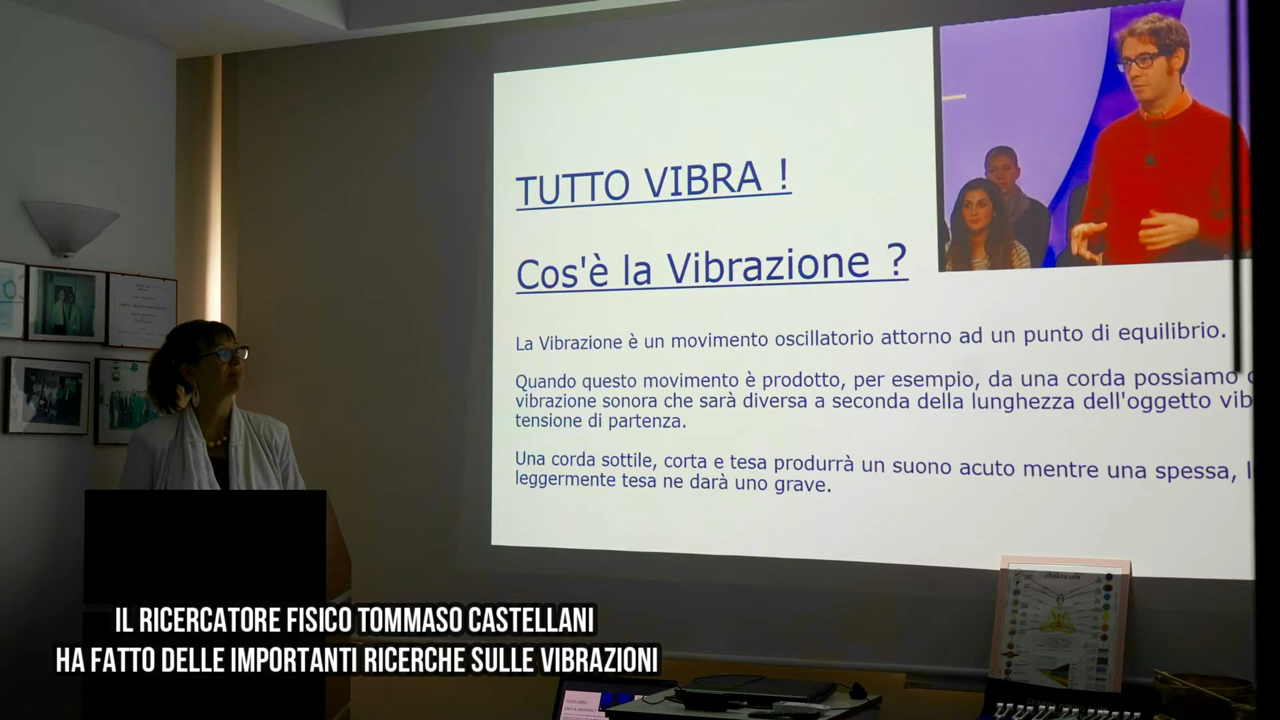 TUTTO VIBRA !
Cos'è la Vibrazione ?
La Vibrazione è un movimento oscillatorio attorno ad un punto di equilibrio.
Quando questo movimento è prodotto, per esempio, da una corda possiamo
vibrazione sonora che sarà diversa a seconda della lunghezza dell'oggetto vib
tensione di partenza.
Una corda sottile, corta e tesa produrrà un suono acuto mentre una spessa, l
leggermente tesa ne darà uno grave.
chakra oils
IL RICERCATORE FISICO TOMMASO CASTELLANI
HA FATTO DELLE IMPORTANTI RICERCHE SULLE VIBRAZIONI